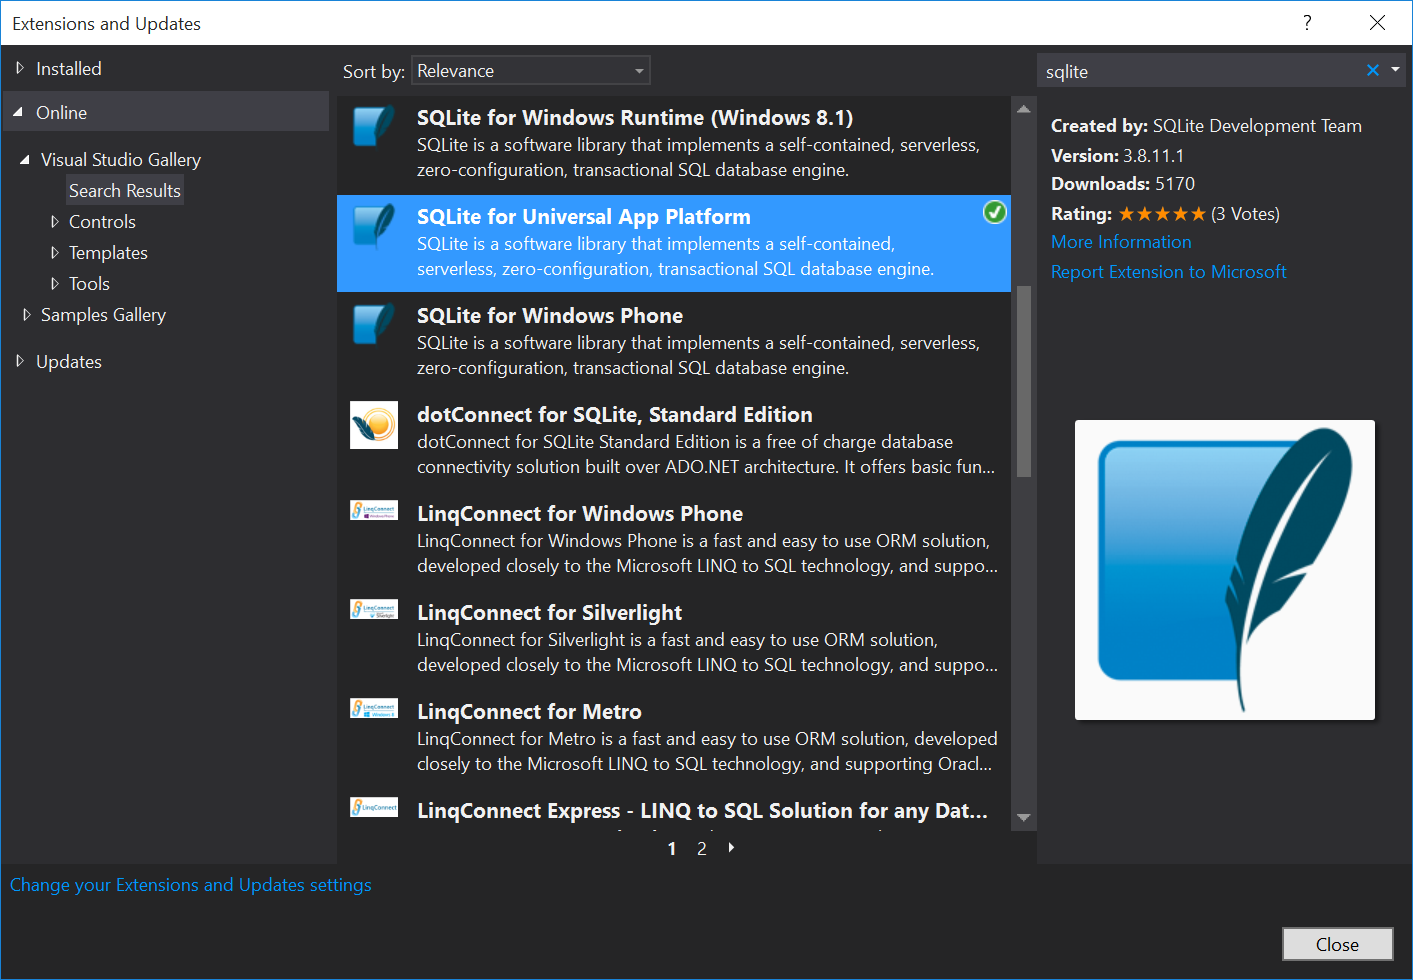 Extensions and Updates
?
Installed
Online
Visual Studio Gallery
Search Results
Controls
Templates
Tools
Samples Gallery
Updates
Sort by: Relevance
SQLite for Windows Runtime (Windows 8.1)
SQLite is a software library that implements a self-contained, serverless,
zero-configuration, transactional SQL database engine.
SQLite for Universal App Platform
SQLite is a software library that implements a self-contained,
serverless, zero-configuration, transactional SQL database engine.
SQLite for Windows Phone
SQLite is a software library that implements a self-contained, serverless,
zero-configuration, transactional SQL database engine.
dotConnect for SQLite, Standard Edition
dotConnect for SQLite Standard Edition is a free of charge database
connectivity solution built over ADO.NET architecture. It offers basic fun...
LinqConnect for Windows Phone
LinqConnect for Windows Phone is a fast and easy to use ORM solution,
developed closely to the Microsoft LINQ to SQL technology, and suppo...
LinqConnect for Silverlight
LinqConnect for Silverlight is a fast and easy to use ORM solution,
developed closely to the Microsoft LINQ to SQL technology, and suppo...
LinqConnect for Metro
LinqConnect for Metro is a fast and easy to use ORM solution, developed
closely to the Microsoft LINQ to SQL technology, and supporting Oracl...
LinqConnect Express - LINQ to SQL Solution for any Dat...
1 2
sqlite
Created by: SQLite Development Team
Version: 3.8.11.1
Downloads: 5170
Rating: ★★★★★ (3 Votes)
More Information
Report Extension to Microsoft
Change your Extensions and Updates settings
Close